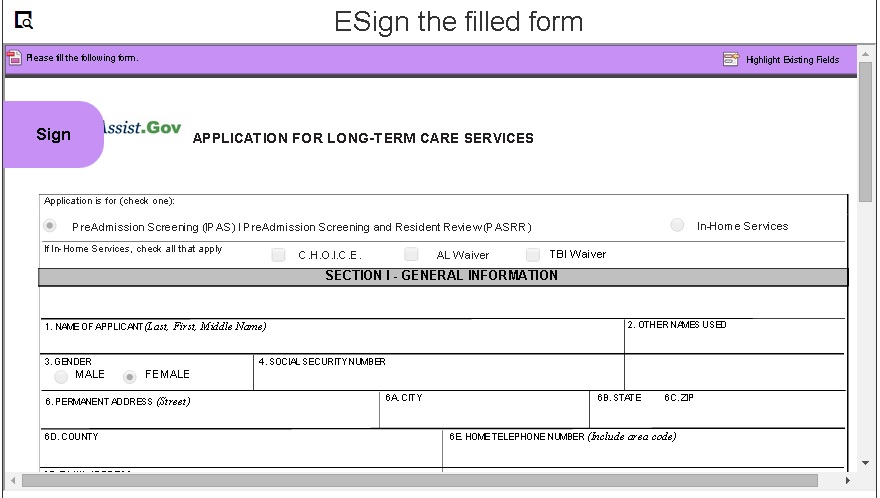 ESign the filled form
Please fill the following form.
Highlight Existing Fields
Sign
Assist.Gov
APPLICATION FOR LONG-TERM CARE SERVICES
Application is for (check one):
PreAdmission Screening (IPAS) I PreAdmission Screening and Resident Review (PASRR)
In-Home Services
If In-Home Services, check all that apply
C.H.O.I.C.E.
AL Waiver
TBI Waiver
SECTION I - GENERAL INFORMATION
1. NAME OF APPLICANT (Last, First, Middle Name)
2. OTHER NAMES USED
3. GENDER
4. SOCIAL SECURITY NUMBER
MALE
FEMALE
6. PERMANENT ADDRESS (Street)
6A. CITY
6B. STATE
6C. ZIP
6D. COUNTY
6E. HOME TELEPHONE NUMBER (Include area code)